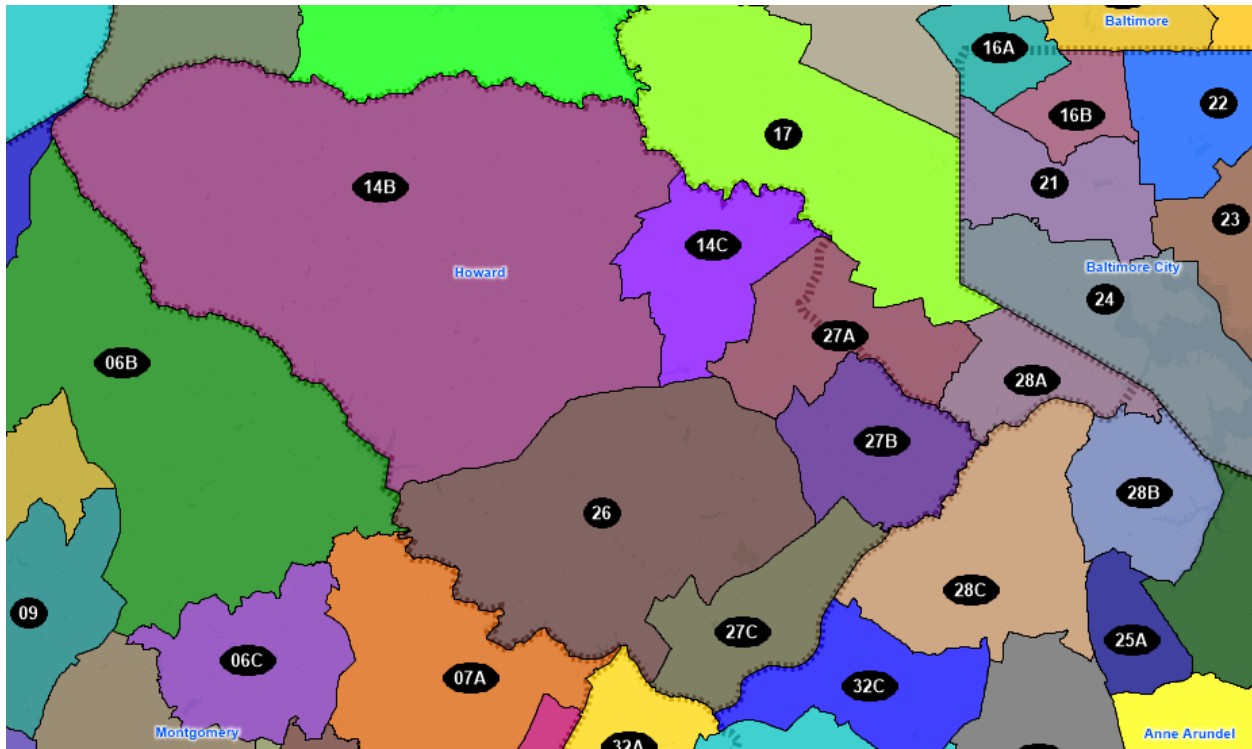 Baltimore
16A
22
16B
17
14B
21
23
14C
Howard
Baltimore City
24
27A
06B
28A
27B
28B
26
28C
09
27C
25A
06C
07A
32C
Montgomery
Anne Arundel
32A